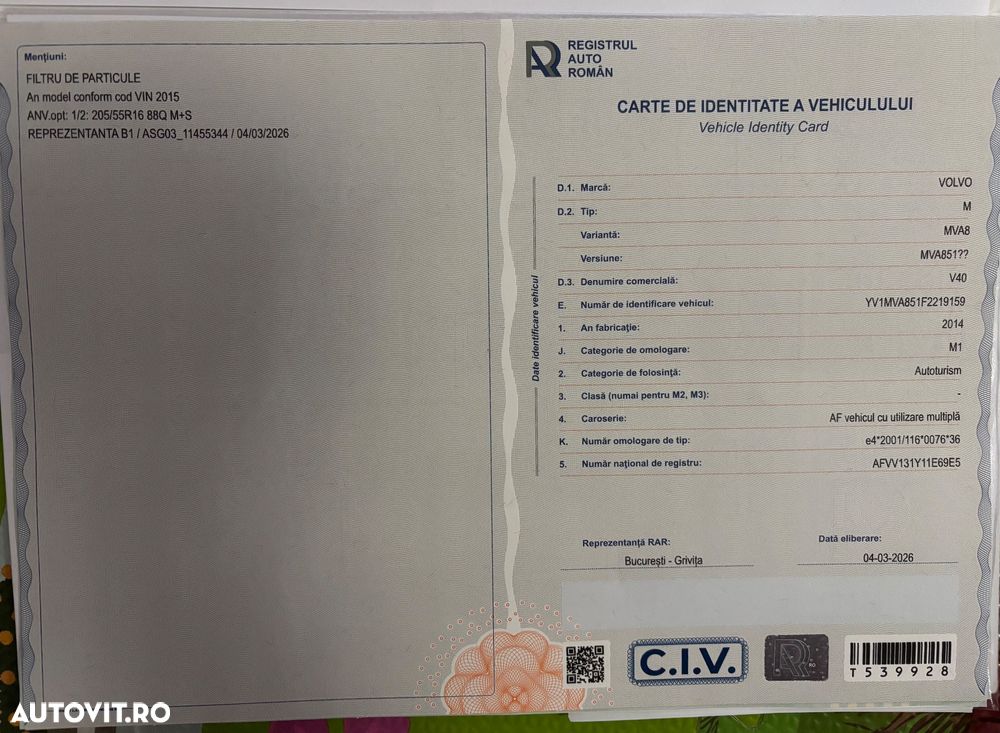 Mențiuni:
FILTRU DE PARTICULE
An model conform cod VIN 2015
ANV.opt: 1/2: 205/55R16 88Q M+S
REPREZENTANTA B1 / ASG03_11455344 / 04/03/2026
REGISTRUL
AUTO
ROMÂN
CARTE DE IDENTITATE A VEHICULULUI
Vehicle Identity Card
Date identificare vehicul
D.1. Marcă: VOLVO
D.2. Tip: M
Variantă: MVA8
Versiune: MVA851??
D.3. Denumire comercială: V40
E. Număr de identificare vehicul: YV1MVA851F2219159
1. An fabricație: 2014
J. Categorie de omologare: M1
2. Categorie de folosință: Autoturism
3. Clasă (numai pentru M2, M3): -
4. Caroserie: AF vehicul cu utilizare multiplă
K. Număr omologare de tip: e4*2001/116*0076*36
5. Număr național de registru: AFVV131Y11E69E5
Reprezentanță RAR: Dată eliberare:
București - Grivița 04-03-2026
C.I.V.
T539928
AUTOVIT.RO